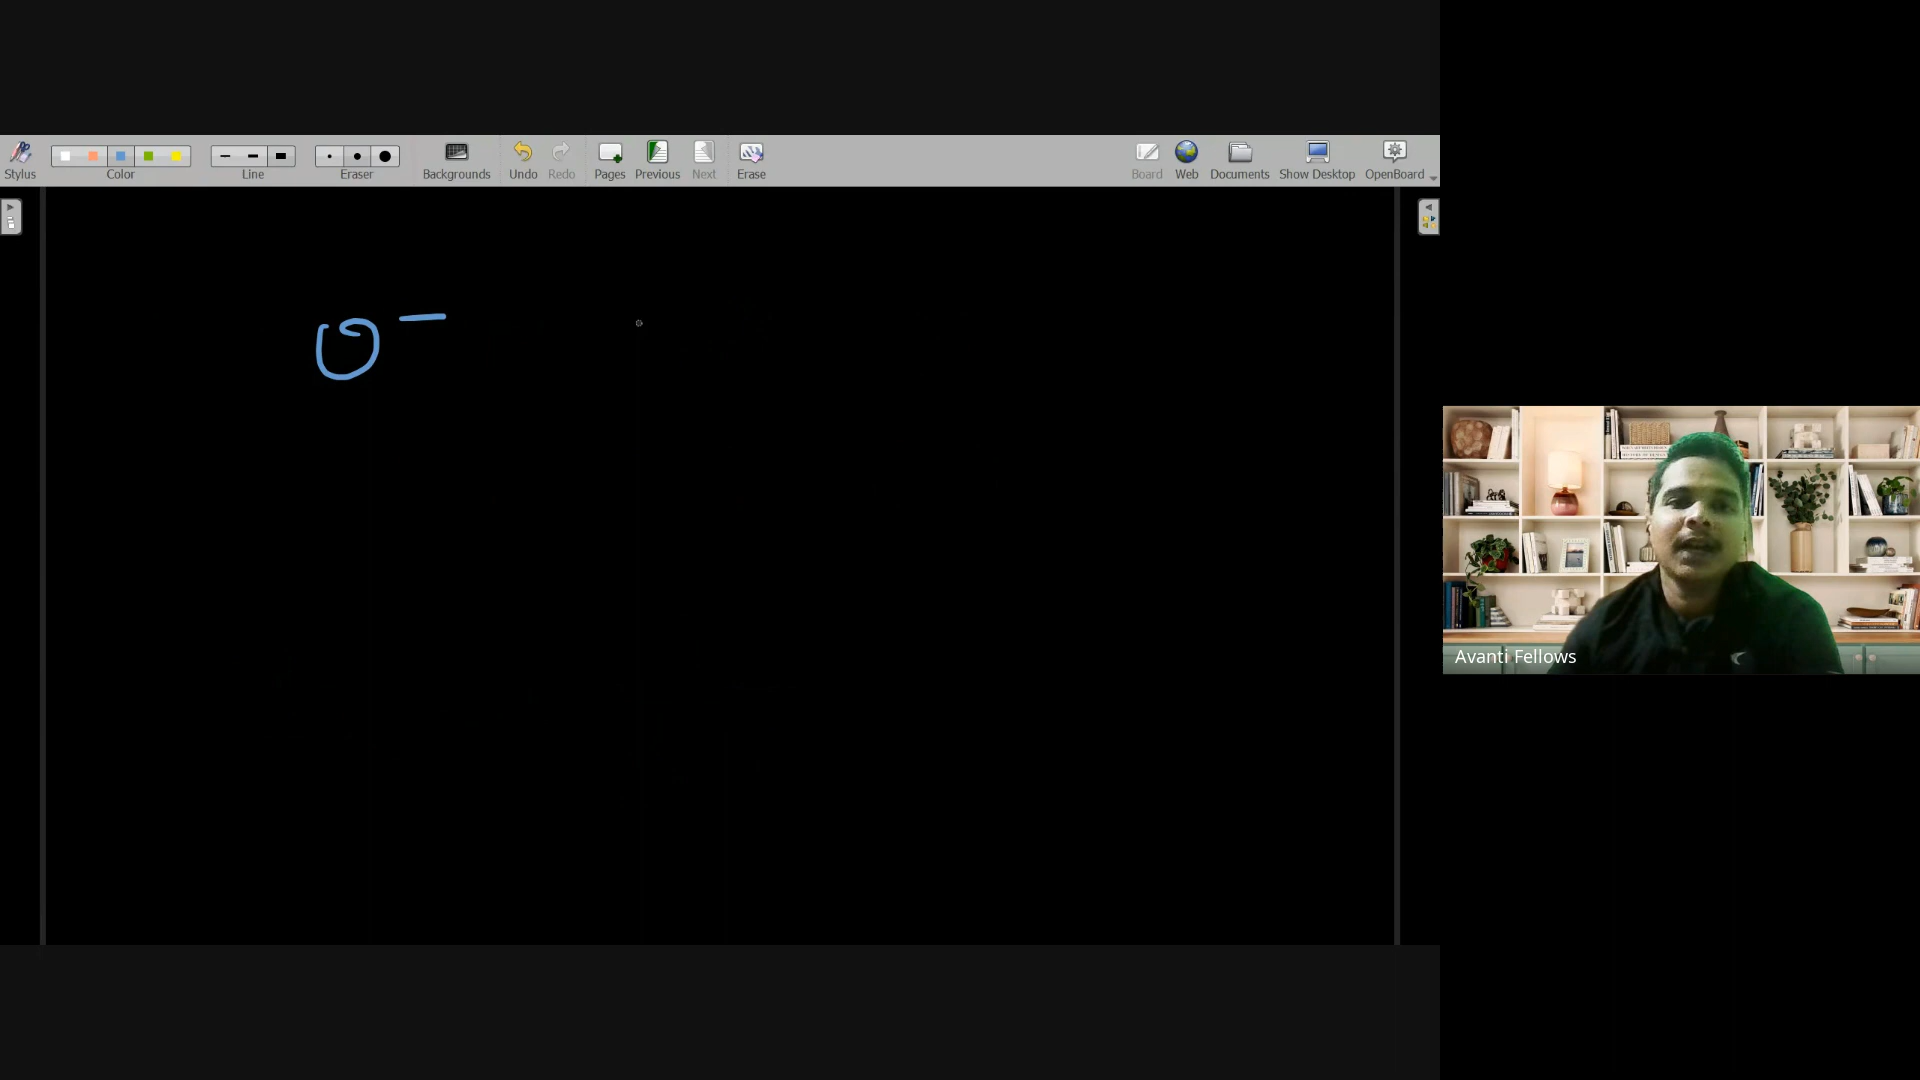 Stylus Color Line Eraser Backgrounds Undo Redo Pages Previous Next Erase Board Web Documents Show Desktop OpenBoard
O⁻
Avanti Fellows